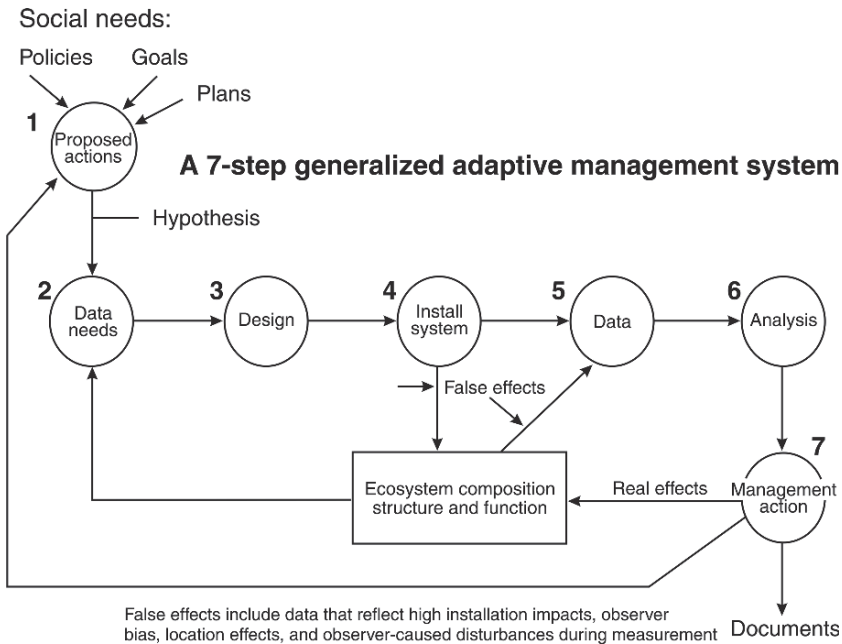 Social needs:
Policies
Goals
Plans
1
Proposed
actions
A 7-step generalized adaptive management system
Hypothesis
2
Data
needs
3
Design
4
Install
system
5
Data
6
Analysis
False effects
7
Ecosystem composition
structure and function
Real effects
Management
action
False effects include data that reflect high installation impacts, observer
bias, location effects, and observer-caused disturbances during measurement
Documents